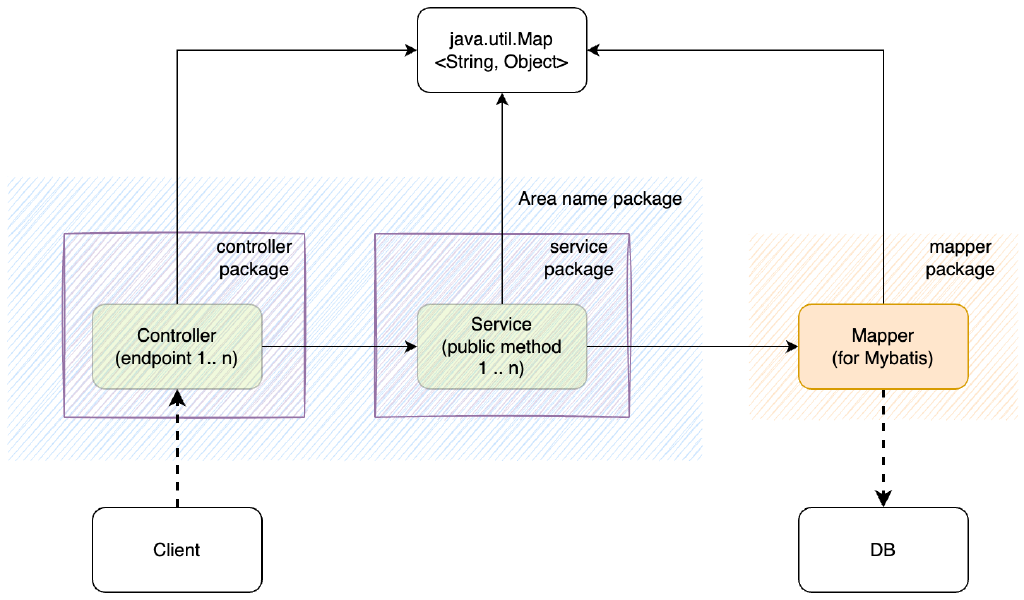 java.util.Map
<String, Object>
Area name package
controller
package
service
package
mapper
package
Controller
(endpoint 1.. n)
Service
(public method
1 .. n)
Mapper
(for Mybatis)
Client
DB